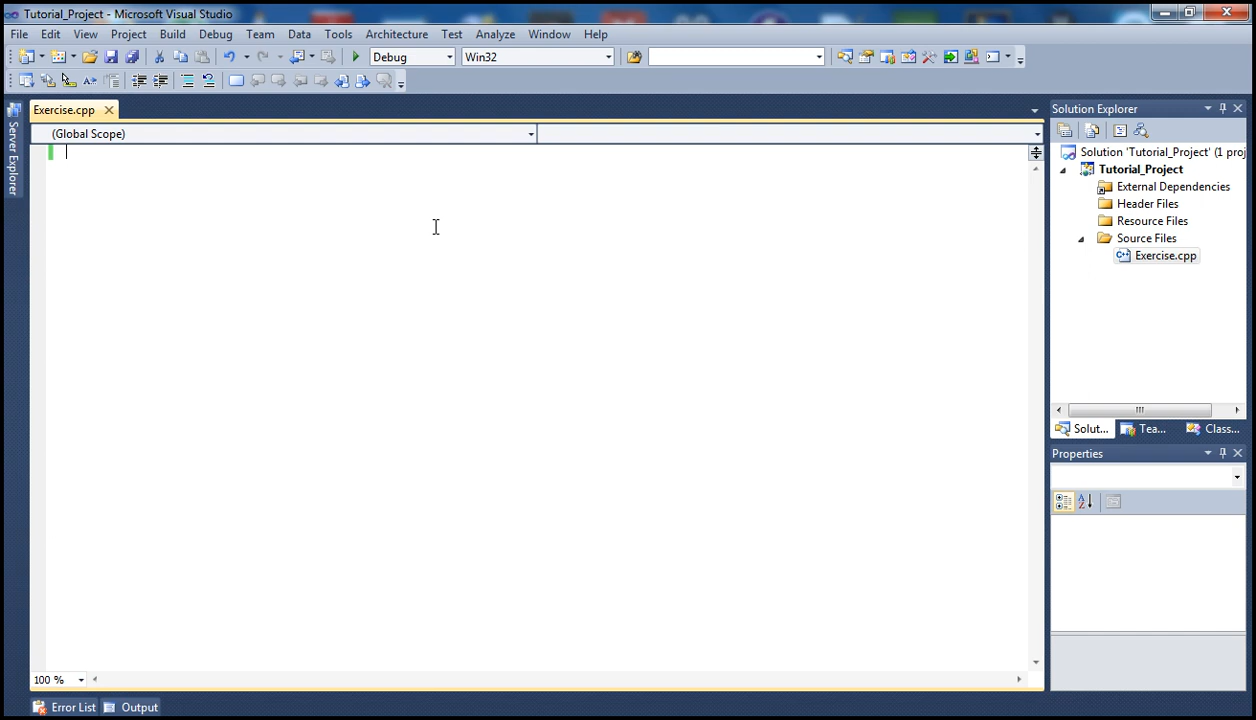 Tutorial_Project - Microsoft Visual Studio
File Edit View Project Build Debug Team Data Tools Architecture Test Analyze Window Help
Debug Win32
Exercise.cpp
(Global Scope)
Server Explorer
100 %
Error List Output
Solution Explorer
Solution 'Tutorial_Project' (1 proj
Tutorial_Project
External Dependencies
Header Files
Resource Files
Source Files
Exercise.cpp
Solut... Tea... Class...
Properties